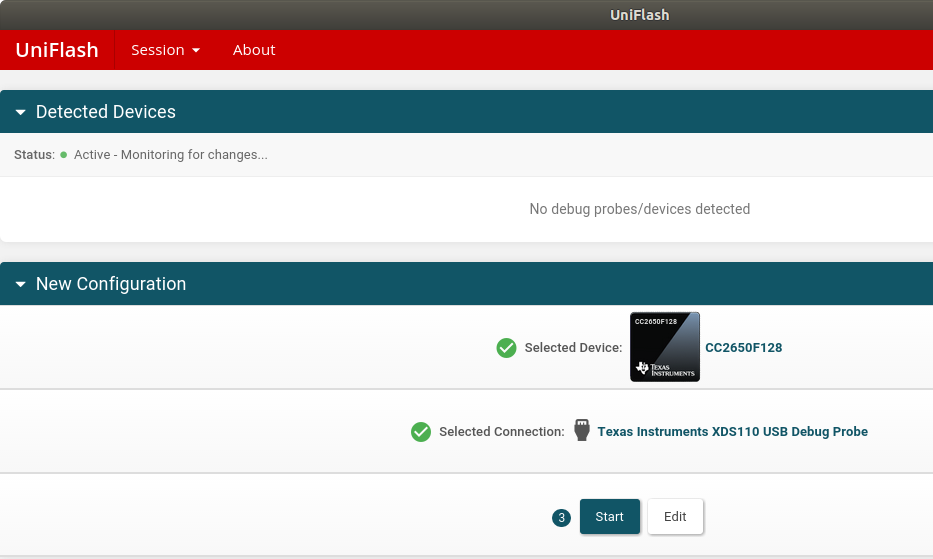 UniFlash
UniFlash Session About
Detected Devices
Status: Active - Monitoring for changes...
No debug probes/devices detected
New Configuration
CC2650F128
TEXAS INSTRUMENTS
Selected Device: CC2650F128
Selected Connection: Texas Instruments XDS110 USB Debug Probe
3 Start Edit